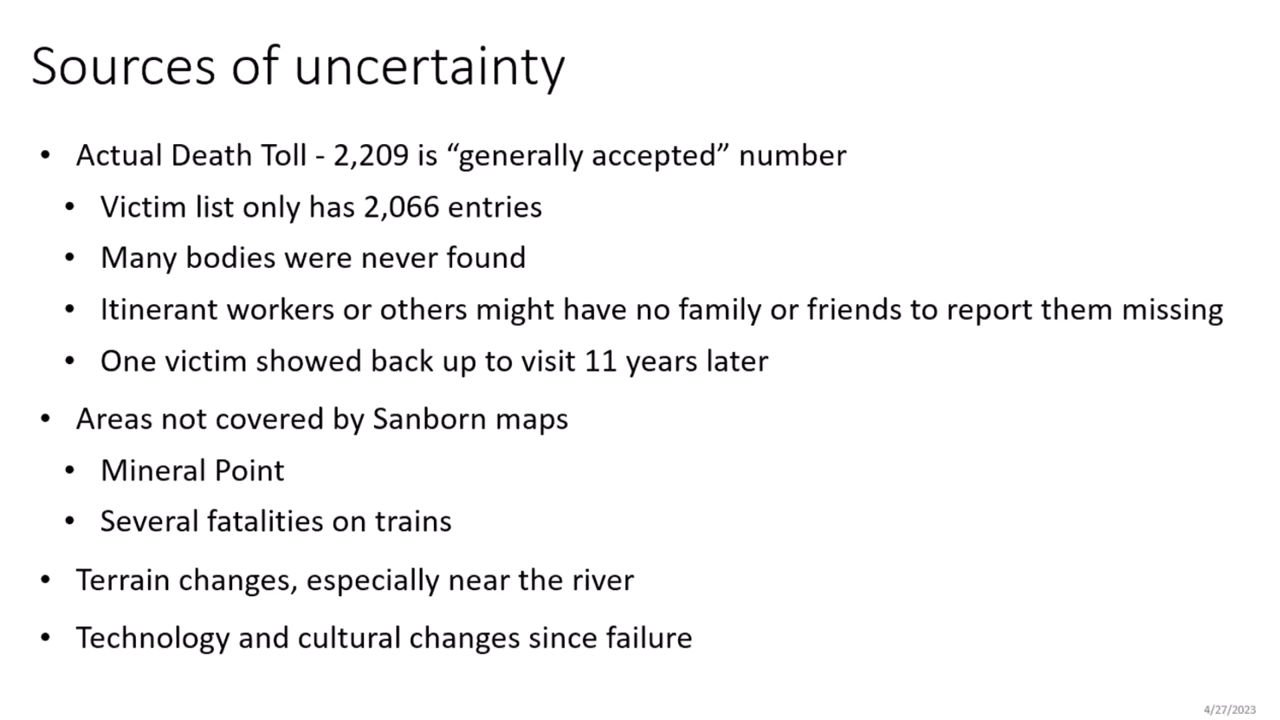 Sources of uncertainty
• Actual Death Toll - 2,209 is “generally accepted” number
• Victim list only has 2,066 entries
• Many bodies were never found
• Itinerant workers or others might have no family or friends to report them missing
• One victim showed back up to visit 11 years later
• Areas not covered by Sanborn maps
• Mineral Point
• Several fatalities on trains
• Terrain changes, especially near the river
• Technology and cultural changes since failure
4/27/2023